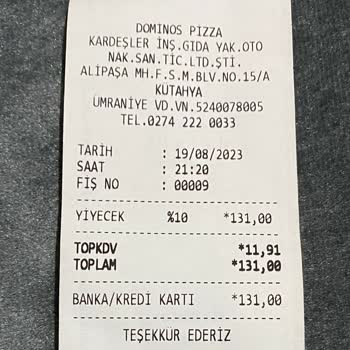 DOMINOS PIZZA
KARDEŞLER İNŞ.GIDA YAK.OTO
NAK.SAN.TİC.LTD.ŞTİ.
ALİPAŞA MH.F.S.M.BLV.NO.15/A
KÜTAHYA
ÜMRANİYE VD.VN.5240078005
TEL.0274 222 0033
TARİH : 19/08/2023
SAAT : 21:20
FİŞ NO : 00009
YİYECEK %10 *131,00
TOPKDV *11,91
TOPLAM *131,00
BANKA/KREDİ KARTI *131,00
TEŞEKKÜR EDERİZ